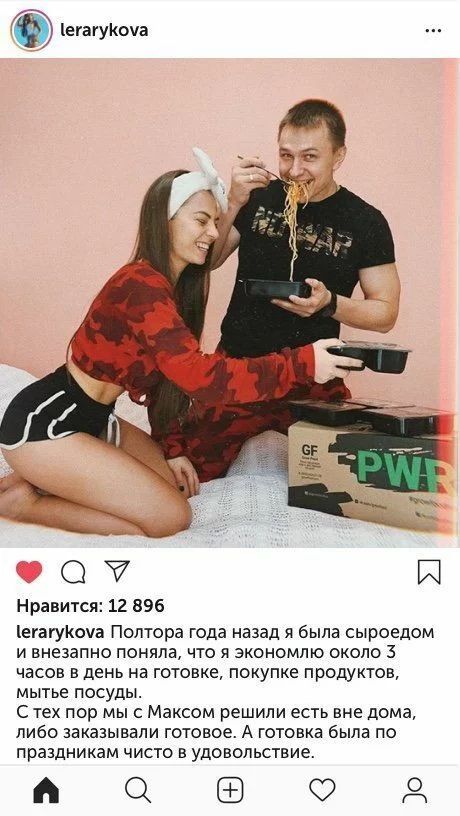 lerarykova
GF
PWR
Нравится: 12 896
lerarykova Полтора года назад я была сыроедом
и внезапно поняла, что я экономлю около 3
часов в день на готовке, покупке продуктов,
мытье посуды.
С тех пор мы с Максом решили есть вне дома,
либо заказывали готовое. А готовка была по
праздникам чисто в удовольствие.